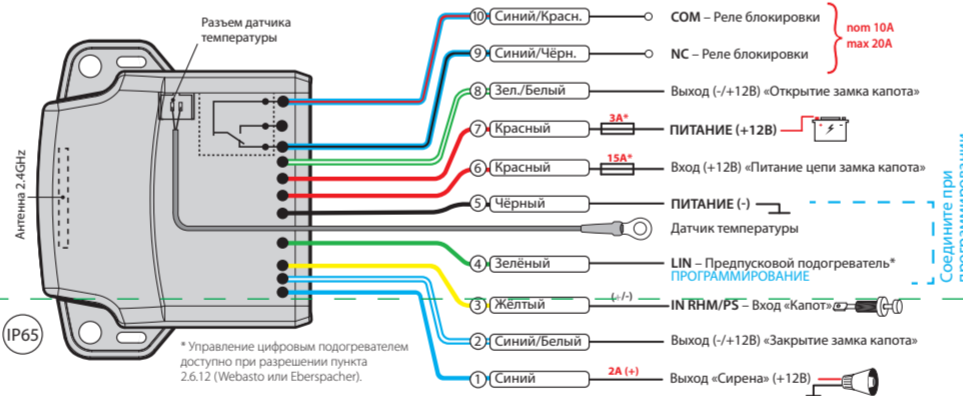 Разъем датчика
температуры
Антенна 2.4GHz
IP65
* Управление цифровым подогревателем
доступно при разрешении пункта
2.6.12 (Webasto или Eberspacher).
10 Синий/Красн. COM – Реле блокировки
nom 10A
max 20A
9 Синий/Чёрн. NC – Реле блокировки
8 Зел./Белый Выход (-/+12В) «Открытие замка капота»
7 Красный 3А* ПИТАНИЕ (+12В)
6 Красный 15А* Вход (+12В) «Питание цепи замка капота»
5 Чёрный ПИТАНИЕ (-)
Датчик температуры
4 Зелёный LIN – Предпусковой подогреватель*
ПРОГРАММИРОВАНИЕ
3 Жёлтый (-/-) IN RHM/PS – Вход «Капот»
2 Синий/Белый Выход (-/+12В) «Закрытие замка капота»
1 Синий 2A (+) Выход «Сирена» (+12В)
Соедините при